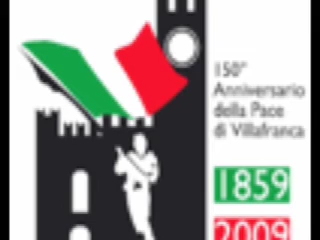 150°
Anniversario
della Pace
di Villafranca
1859
2009